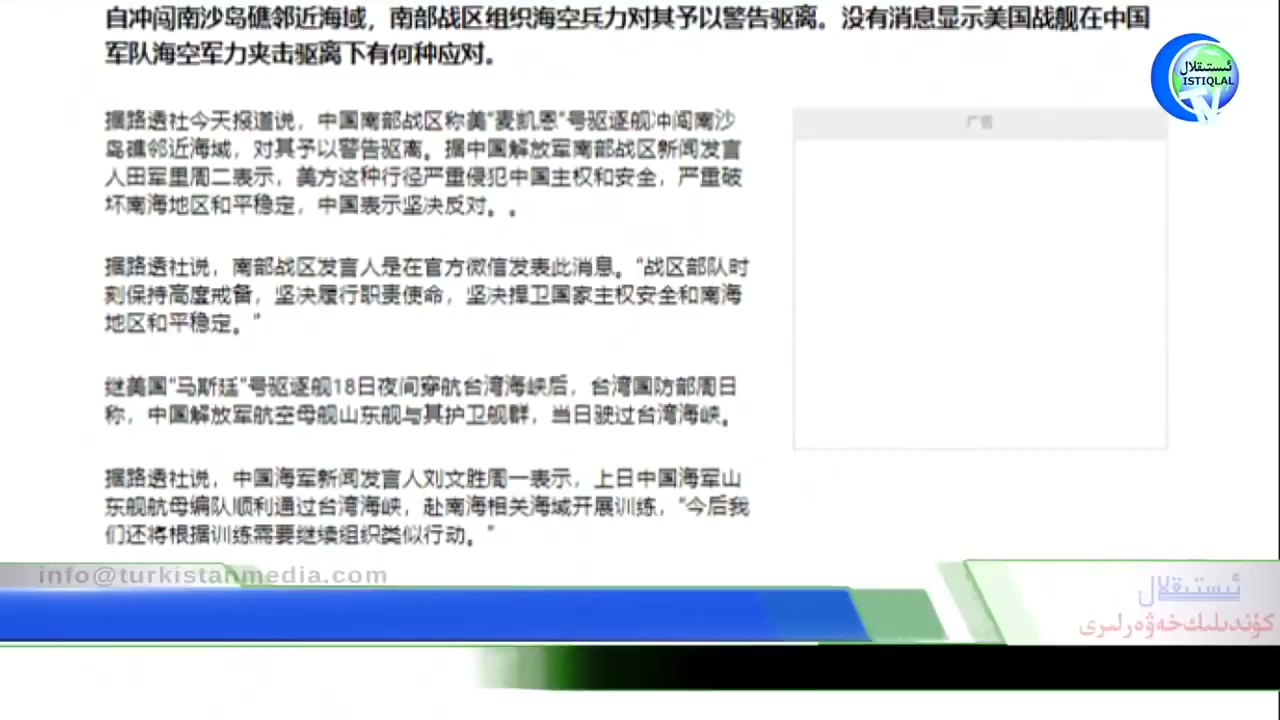 自冲闯南沙岛礁邻近海域，南部战区组织海空兵力对其予以警告驱离。没有消息显示美国战舰在中国
军队海空军力夹击驱离下有何种应对。
ئىستىقلال
ISTIQLAL
据路透社今天报道说，中国南部战区称美“麦凯恩”号驱逐舰冲闯南沙
岛礁邻近海域，对其予以警告驱离。据中国解放军南部战区新闻发言
人田军里周二表示，美方这种行径严重侵犯中国主权和安全，严重破
坏南海地区和平稳定，中国表示坚决反对。。
广告
据路透社说，南部战区发言人是在官方微信发表此消息。“战区部队时
刻保持高度戒备，坚决履行职责使命，坚决捍卫国家主权安全和南海
地区和平稳定。”
继美国“马斯廷”号驱逐舰18日夜间穿航台湾海峡后，台湾国防部周日
称，中国解放军航空母舰山东舰与其护卫舰群，当日驶过台湾海峡。
据路透社说，中国海军新闻发言人刘文胜周一表示，上日中国海军山
东舰航母编队顺利通过台湾海峡，赴南海相关海域开展训练，“今后我
们还将根据训练需要继续组织类似行动。”
info@turkistanmedia.com
ئىستىقلال
كۈندىلىك خەۋەرلىرى